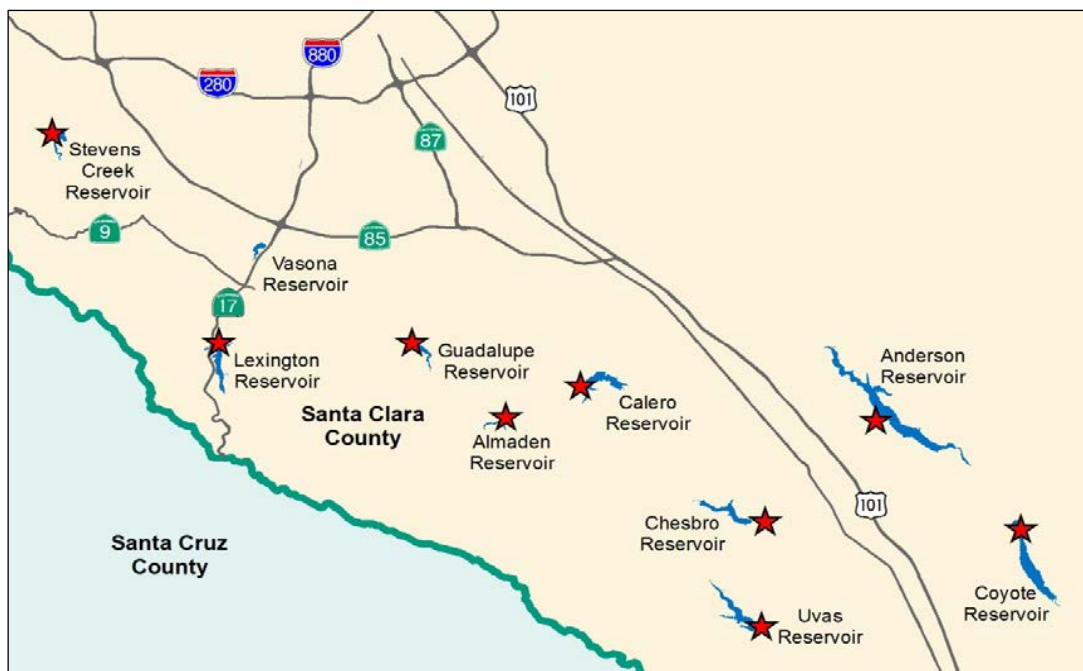 880
280
101
87
Stevens
Creek
Reservoir
9
85
Vasona
Reservoir
17
Lexington
Reservoir
Guadalupe
Reservoir
Anderson
Reservoir
Calero
Reservoir
Santa Clara
County
Almaden
Reservoir
101
Chesbro
Reservoir
Santa Cruz
County
Coyote
Reservoir
Uvas
Reservoir